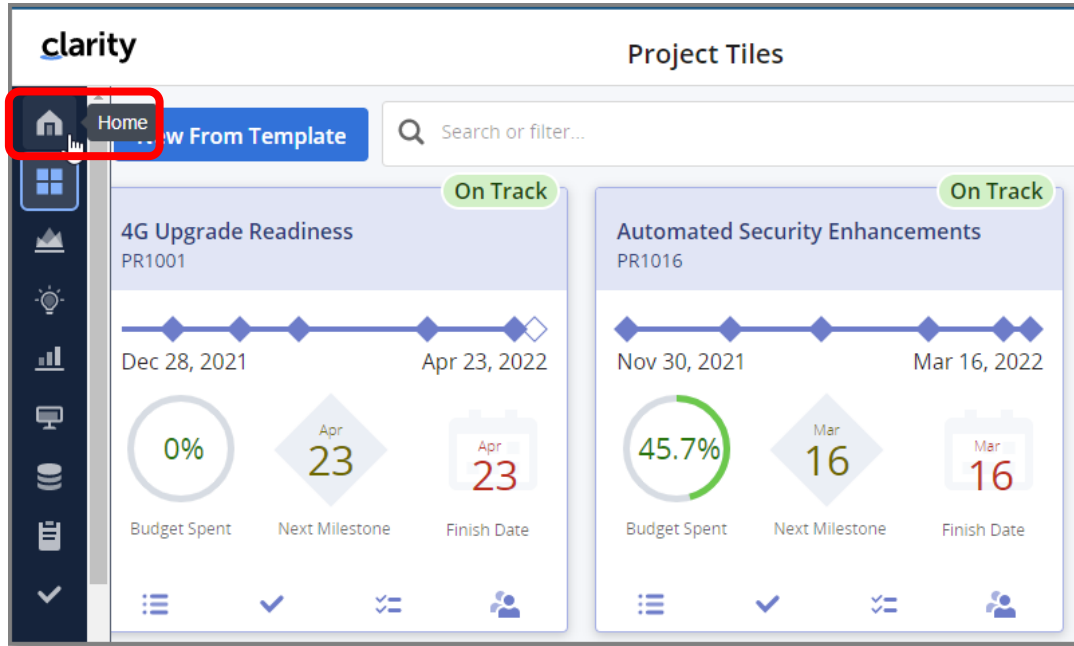 clarity
Project Tiles
Home
New From Template
Search or filter...
On Track
4G Upgrade Readiness
PR1001
Dec 28, 2021
Apr 23, 2022
0%
Budget Spent
Apr
23
Next Milestone
Apr
23
Finish Date
On Track
Automated Security Enhancements
PR1016
Nov 30, 2021
Mar 16, 2022
45.7%
Budget Spent
Mar
16
Next Milestone
Mar
16
Finish Date